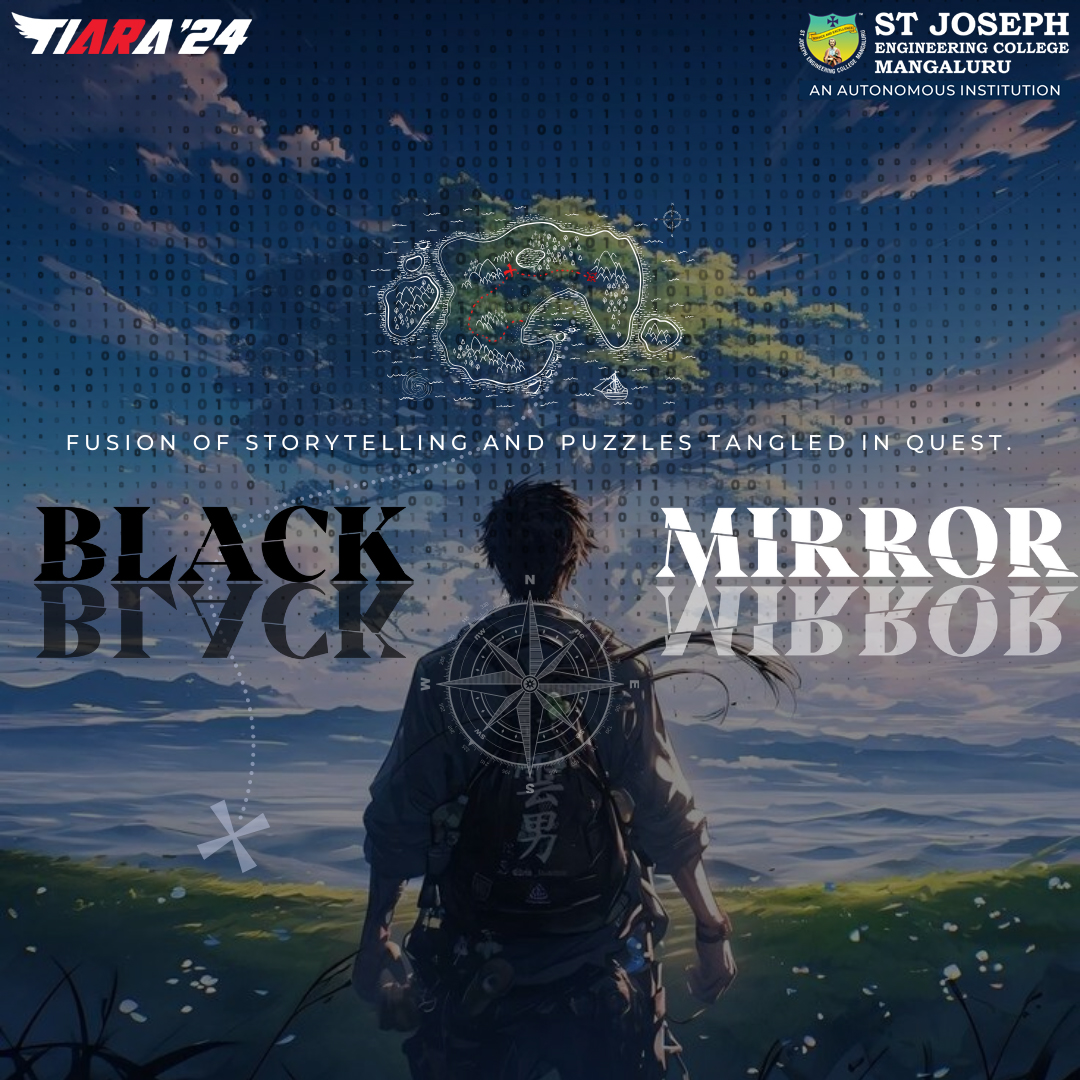 TIARA'24
ST JOSEPH
ENGINEERING COLLEGE
MANGALURU
AN AUTONOMOUS INSTITUTION
FUSION OF STORYTELLING AND PUZZLES TANGLED IN QUEST.
BLACK MIRROR
N
W E
S
男